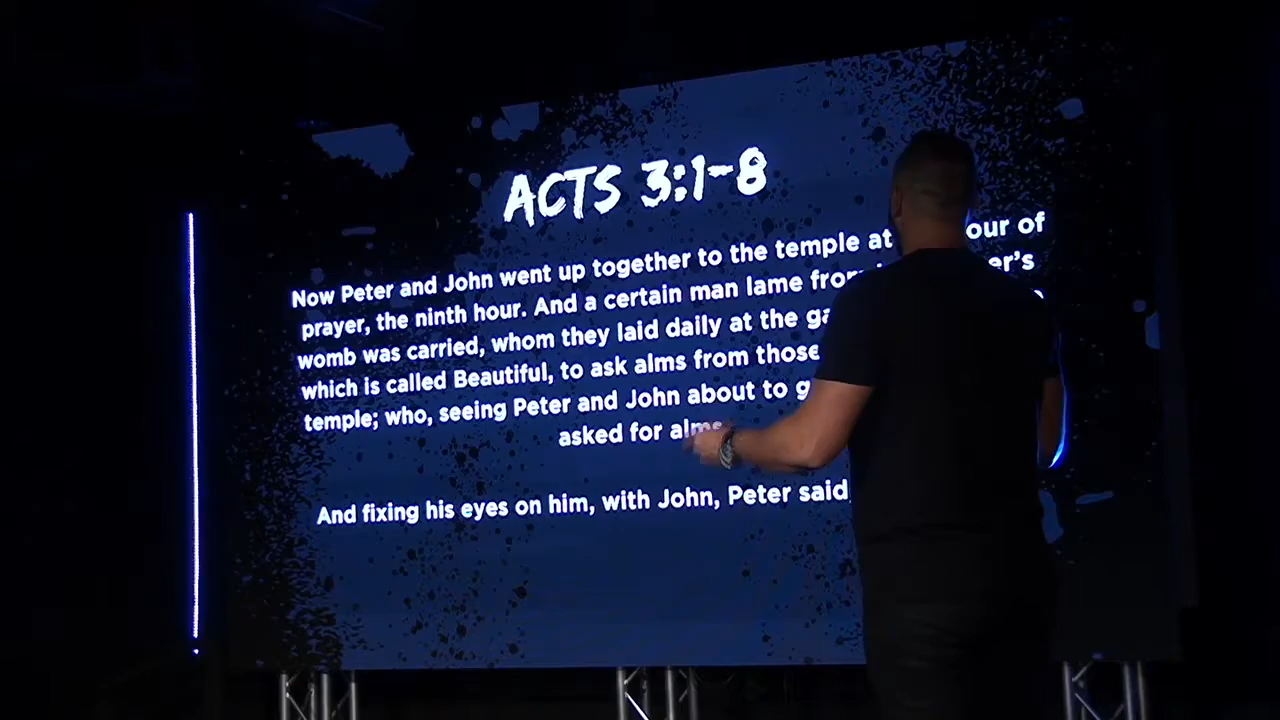 ACTS 3:1-8
Now Peter and John went up together to the temple at our of
prayer, the ninth hour. And a certain man lame er's
womb was carried, whom they laid daily at the
which is called Beautiful, to ask alms from those
temple; who, seeing Peter and John about to
asked for alms
And fixing his eyes on him, with John, Peter said